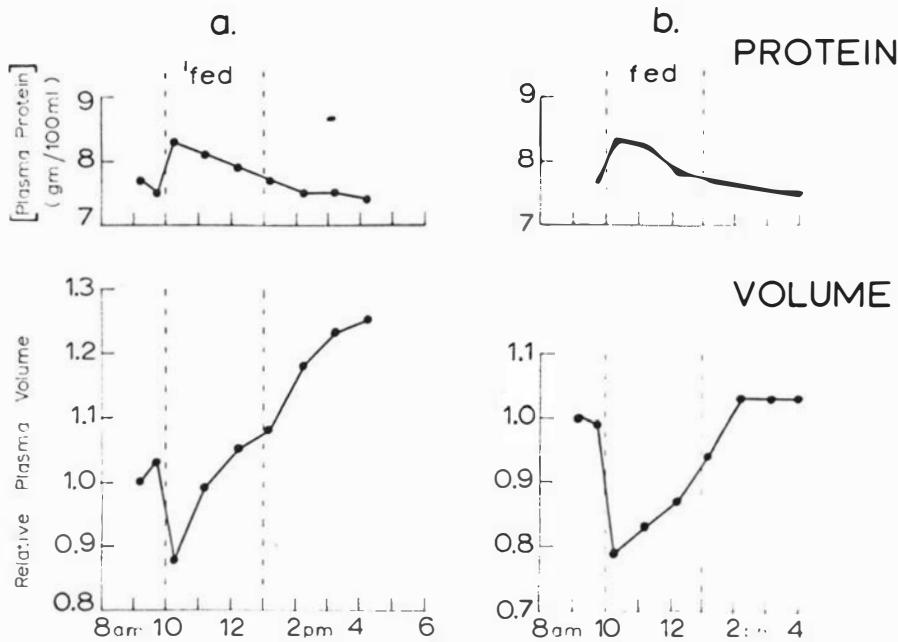 a.
b.
PROTEIN
fed
fed
[Plasma Protein]
(gm/100ml)
9
8
7
9
8
7
VOLUME
Relative Plasma Volume
1.3
1.2
1.1
1.0
0.9
0.8
1.1
1.0
0.9
0.8
0.7
8am 10 12 2pm 4 6
8am 10 12 2pm 4